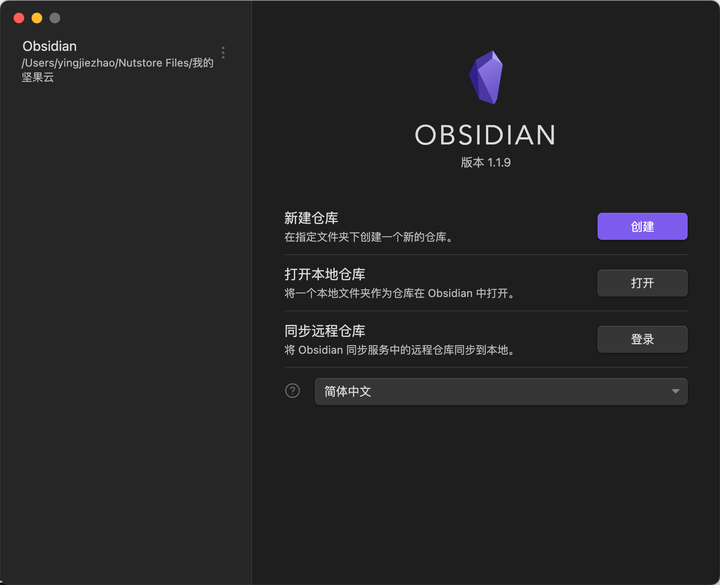 Obsidian
/Users/yingjiezhao/Nutstore Files/我的
坚果云
OBSIDIAN
版本 1.1.9
新建仓库
在指定文件夹下创建一个新的仓库。
创建
打开本地仓库
将一个本地文件夹作为仓库在 Obsidian 中打开。
打开
同步远程仓库
将 Obsidian 同步服务中的远程仓库同步到本地。
登录
?
简体中文